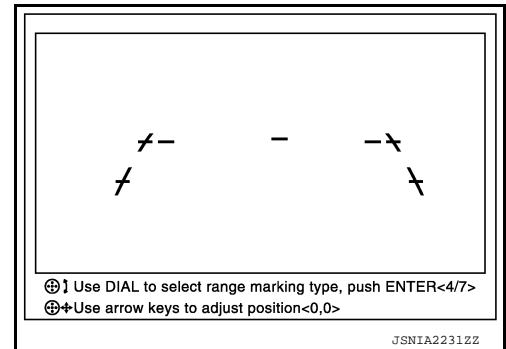 Use DIAL to select range marking type, push ENTER<4/7>
Use arrow keys to adjust position<0,0>
JSNIA2231ZZ